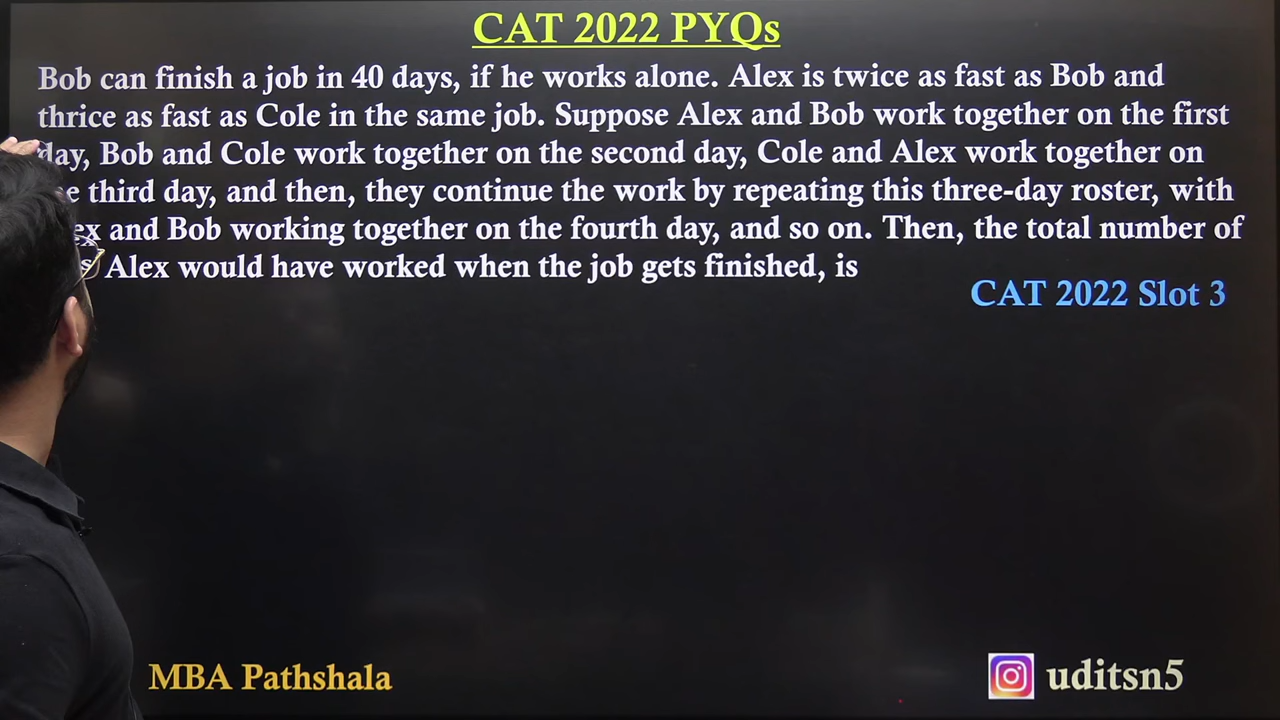 CAT 2022 PYQs
Bob can finish a job in 40 days, if he works alone. Alex is twice as fast as Bob and
thrice as fast as Cole in the same job. Suppose Alex and Bob work together on the first
day, Bob and Cole work together on the second day, Cole and Alex work together on
third day, and then, they continue the work by repeating this three-day roster, with
and Bob working together on the fourth day, and so on. Then, the total number of
Alex would have worked when the job gets finished, is
CAT 2022 Slot 3
MBA Pathshala
uditsn5